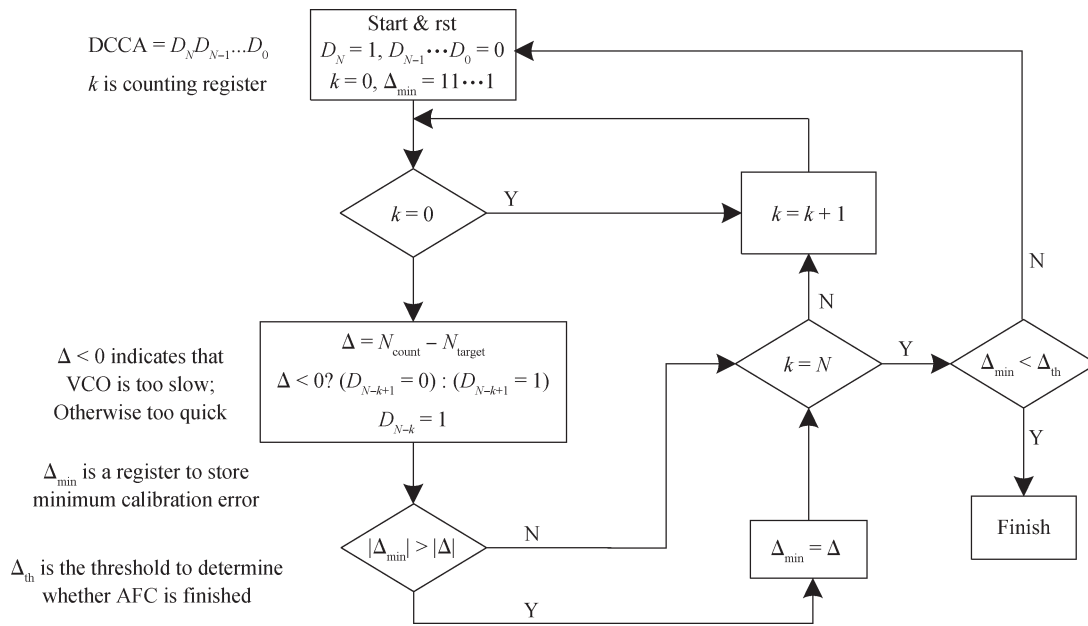 DCCA = D_N D_{N−1}...D_0
k is counting register
Start & rst
D_N = 1, D_{N−1}⋯D_0 = 0
k = 0, Δ_min = 11⋯1
k = 0
Y
k = k + 1
N
N
Δ < 0 indicates that
VCO is too slow;
Otherwise too quick
Δ = N_count − N_target
Δ < 0? (D_{N−k+1} = 0) : (D_{N−k+1} = 1)
D_{N−k} = 1
k = N
Y
Δ_min < Δ_th
Y
Δ_min is a register to store
minimum calibration error
|Δ_min| > |Δ|
N
Δ_min = Δ
Finish
Δ_th is the threshold to determine
whether AFC is finished
Y